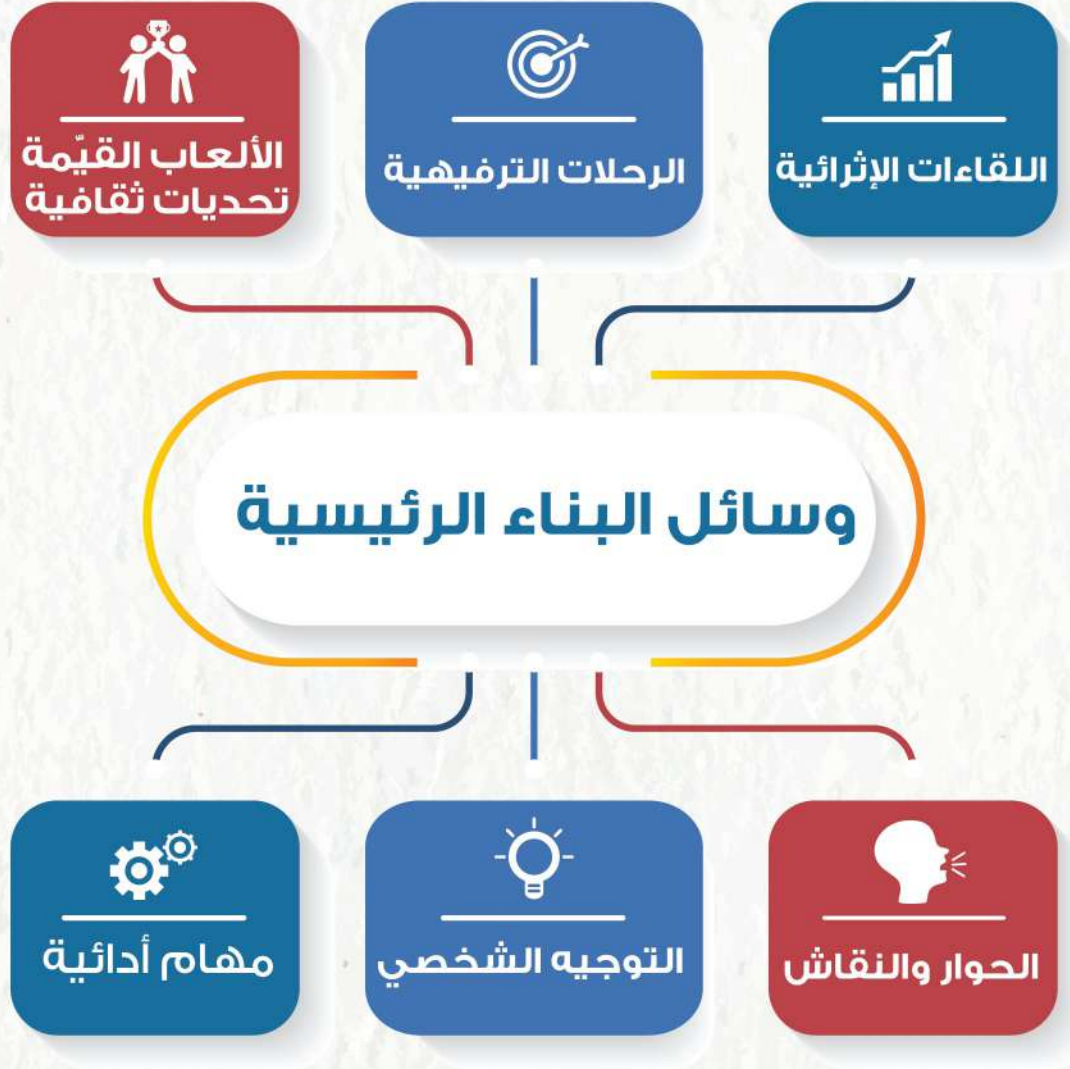 اللقاءات الإثرائية
الرحلات الترفيهية
الألعاب القيّمة
تحديات ثقافية
وسائل البناء الرئيسية
الحوار والنقاش
التوجيه الشخصي
مهام أدائية